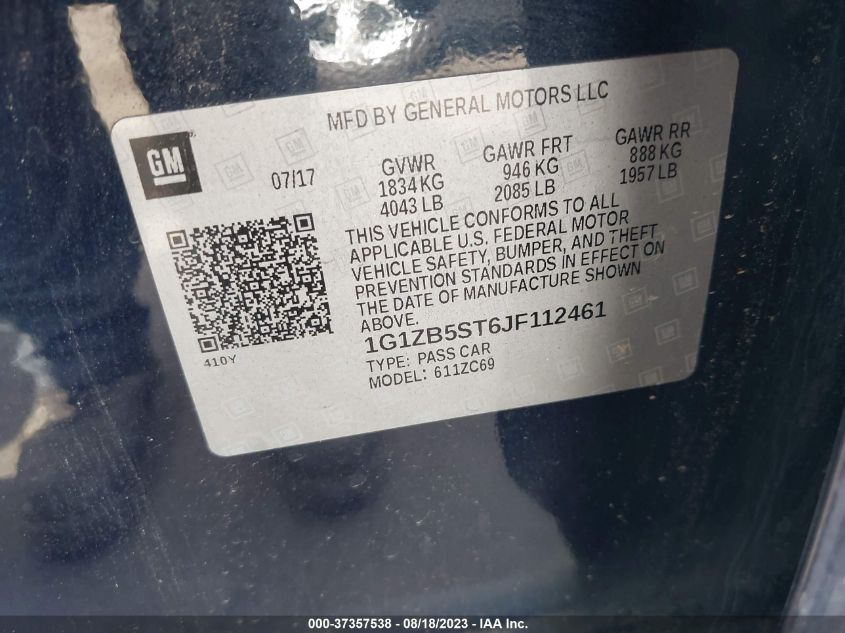 MFD BY GENERAL MOTORS LLC
GM
07/17
GVWR
1834 KG
4043 LB
GAWR FRT
946 KG
2085 LB
GAWR RR
888 KG
1957 LB
THIS VEHICLE CONFORMS TO ALL
APPLICABLE U.S. FEDERAL MOTOR
VEHICLE SAFETY, BUMPER, AND THEFT
PREVENTION STANDARDS IN EFFECT ON
THE DATE OF MANUFACTURE SHOWN
ABOVE.
1G1ZB5ST6JF112461
TYPE: PASS CAR
MODEL: 611ZC69
410Y
000-37357538 - 08/18/2023 - IAA Inc.